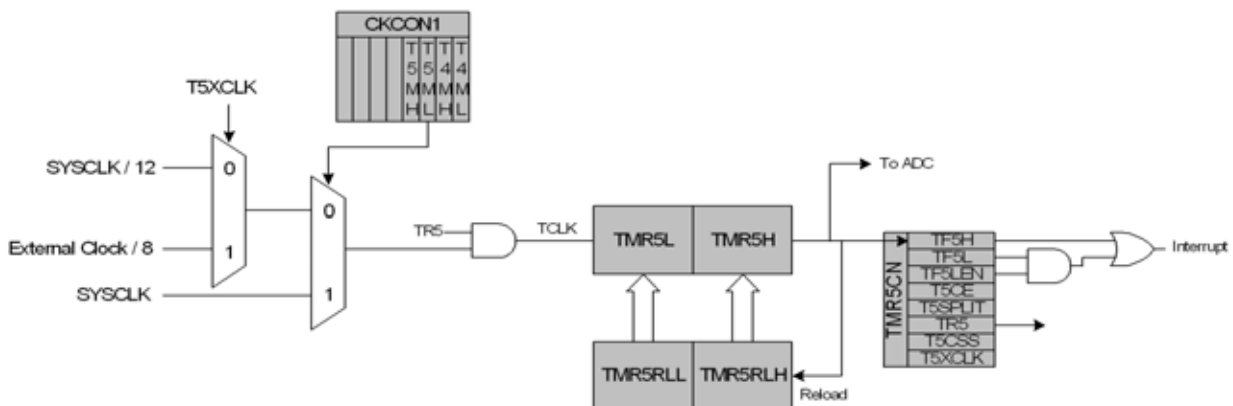 CKCON1
T5MH T5ML T4MH T4ML
T5XCLK
SYSCLK / 12
0
External Clock / 8
1
SYSCLK
0
1
TR5
TCLK
TMR5L
TMR5H
To ADC
TMR5RLL
TMR5RLH
Reload
TMR5CN
TF5H
TF5L
TF5LEN
T5CE
T5SPLIT
TR5
T5CSS
T5XCLK
Interrupt